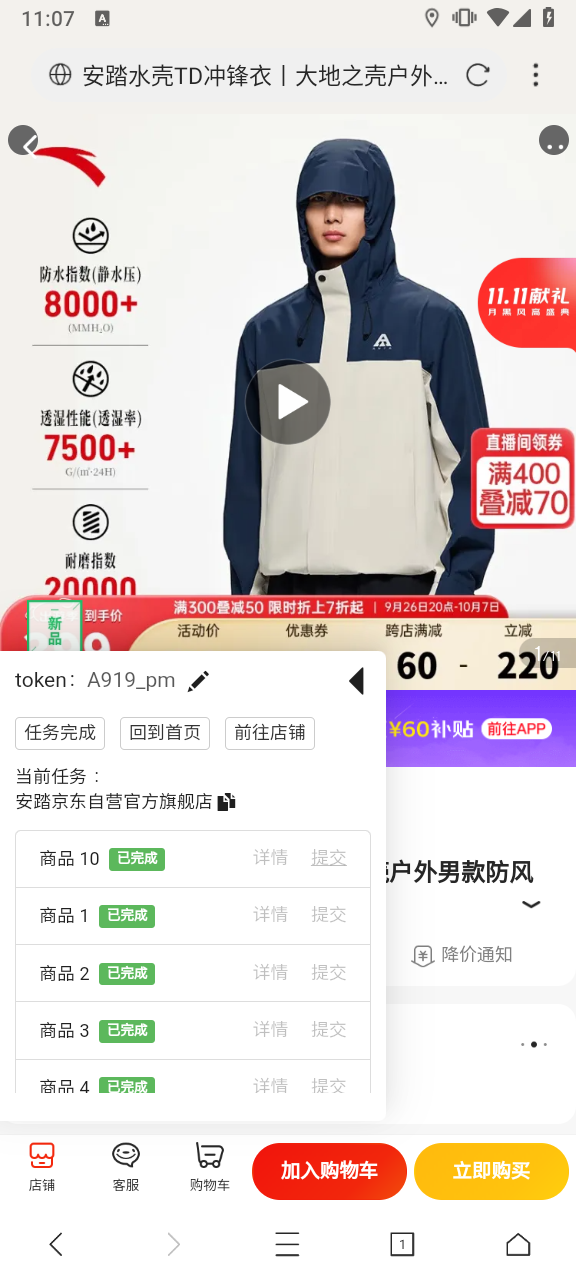 11:07
安踏水壳TD冲锋衣丨大地之壳户外…
防水指数(静水压)
8000+
(MMH₂O)
透湿性能(透湿率)
7500+
G/(㎡·24H)
耐磨指数
20000
11.11献礼
月黑风高盛典
直播间领券
满400
叠减70
新品
到手价
满300叠减50 限时折上7折起 | 9月26日20点-10月7日
活动价 优惠券 跨店满减 立减
60 - 220
1/11
token: A919_pm
¥60补贴 前往APP
任务完成 回到首页 前往店铺
当前任务：
安踏京东自营官方旗舰店
商品 10 已完成 详情 提交
户外男款防风
商品 1 已完成 详情 提交
降价通知
商品 2 已完成 详情 提交
商品 3 已完成 详情 提交
商品 4 已完成 详情 提交
店铺 客服 购物车 加入购物车 立即购买
1